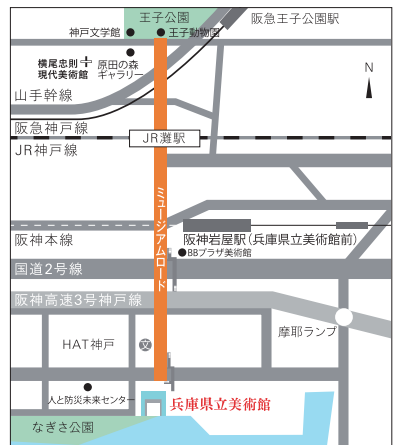 王子公園
阪急王子公園駅
神戸文学館
王子動物園
横尾忠則
現代美術館
原田の森
ギャラリー
N
山手幹線
阪急神戸線
JR灘駅
JR神戸線
ミュージアムロード
阪神本線
阪神岩屋駅(兵庫県立美術館前)
BBプラザ美術館
国道2号線
阪神高速3号神戸線
摩耶ランプ
HAT神戸
文
人と防災未来センター
兵庫県立美術館
なぎさ公園